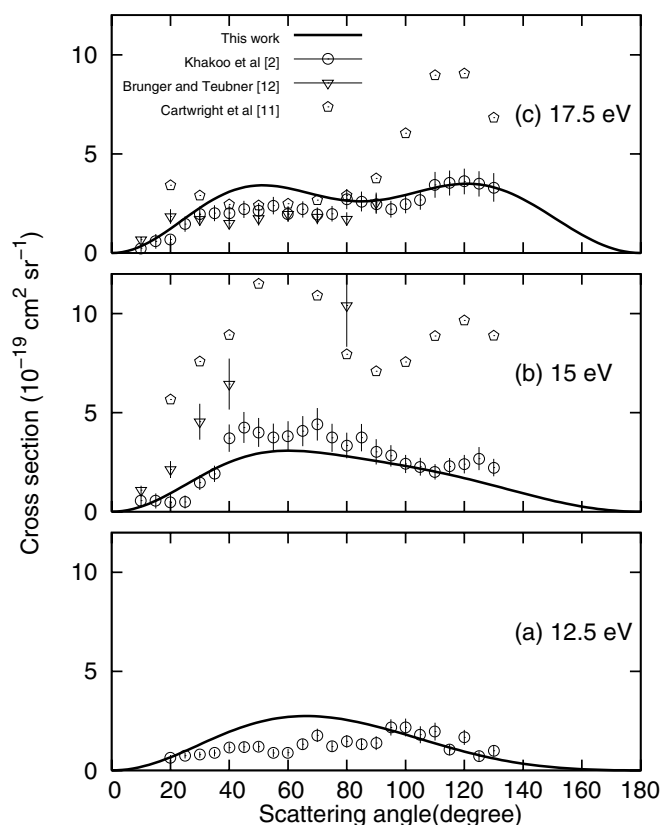 This work
Khakoo et al [2]
Brunger and Teubner [12]
Cartwright et al [11]
10
5
0
(c) 17.5 eV
10
5
0
(b) 15 eV
10
5
0
(a) 12.5 eV
Cross section (10⁻¹⁹ cm² sr⁻¹)
0 20 40 60 80 100 120 140 160 180
Scattering angle(degree)